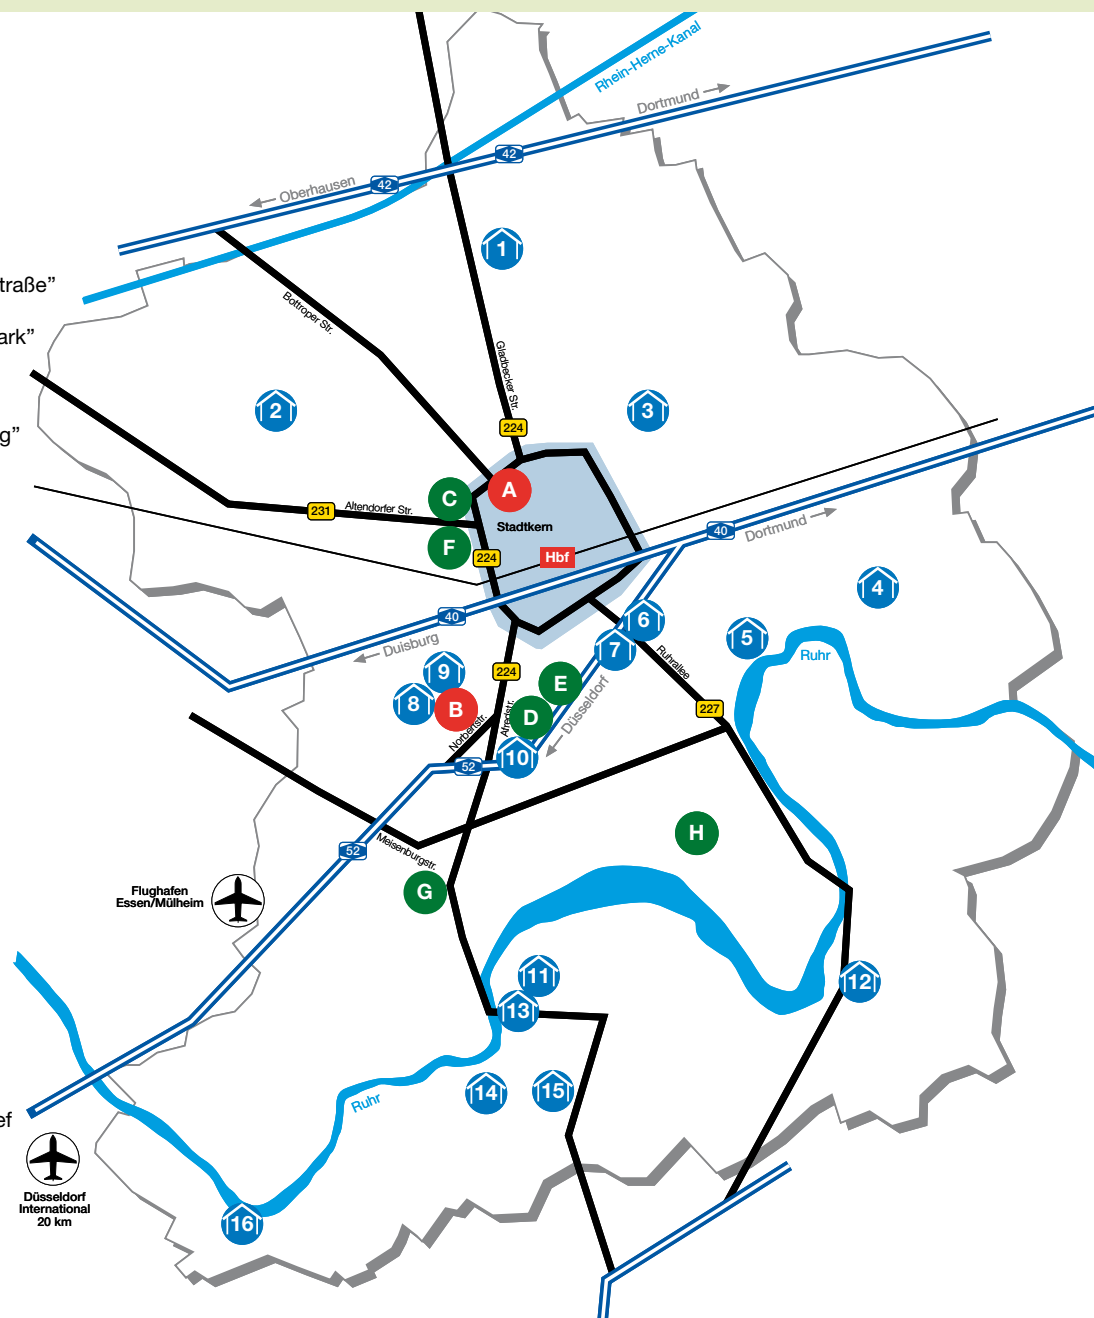 Rhein-Herne-Kanal
Dortmund
42
42
Oberhausen
1
traße”
Bottroper Str.
ark”
Gladbecker Str.
2
3
224
g”
C
A
231
Altendorfer Str.
Stadtkern
40
Dortmund
F
224
Hbf
4
40
6
5
Duisburg
7
Ruhrallee
Ruhr
9
224
E
8
B
D
Düsseldorf
227
Norbertstr.
Alfredstr.
10
52
H
52
Meisenburgstr.
Flughafen
Essen/Mülheim
G
11
12
13
14
15
Ruhr
ef
Düsseldorf
International
20 km
16